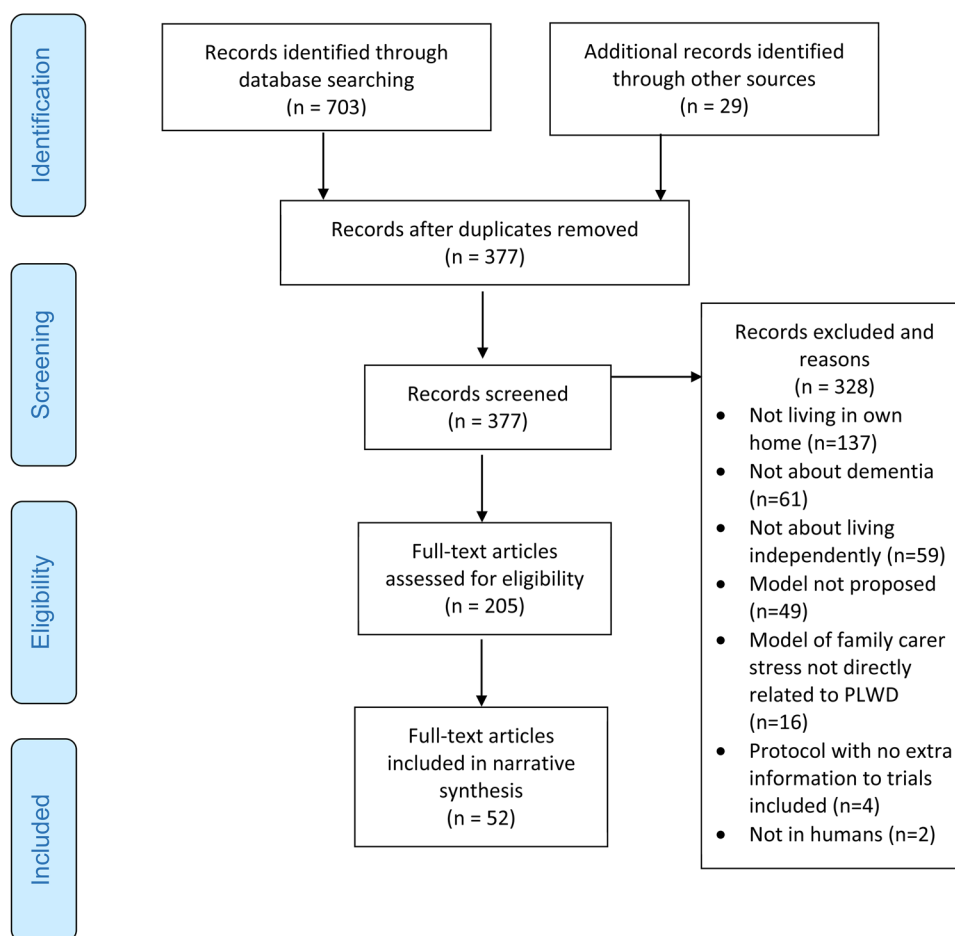 Identification
Records identified through
database searching
(n = 703)
Additional records identified
through other sources
(n = 29)
Records after duplicates removed
(n = 377)
Screening
Records screened
(n = 377)
Records excluded and
reasons
(n = 328)
• Not living in own
home (n=137)
• Not about dementia
(n=61)
• Not about living
independently (n=59)
• Model not proposed
(n=49)
• Model of family carer
stress not directly
related to PLWD
(n=16)
• Protocol with no extra
information to trials
included (n=4)
• Not in humans (n=2)
Eligibility
Full-text articles
assessed for eligibility
(n = 205)
Included
Full-text articles
included in narrative
synthesis
(n = 52)